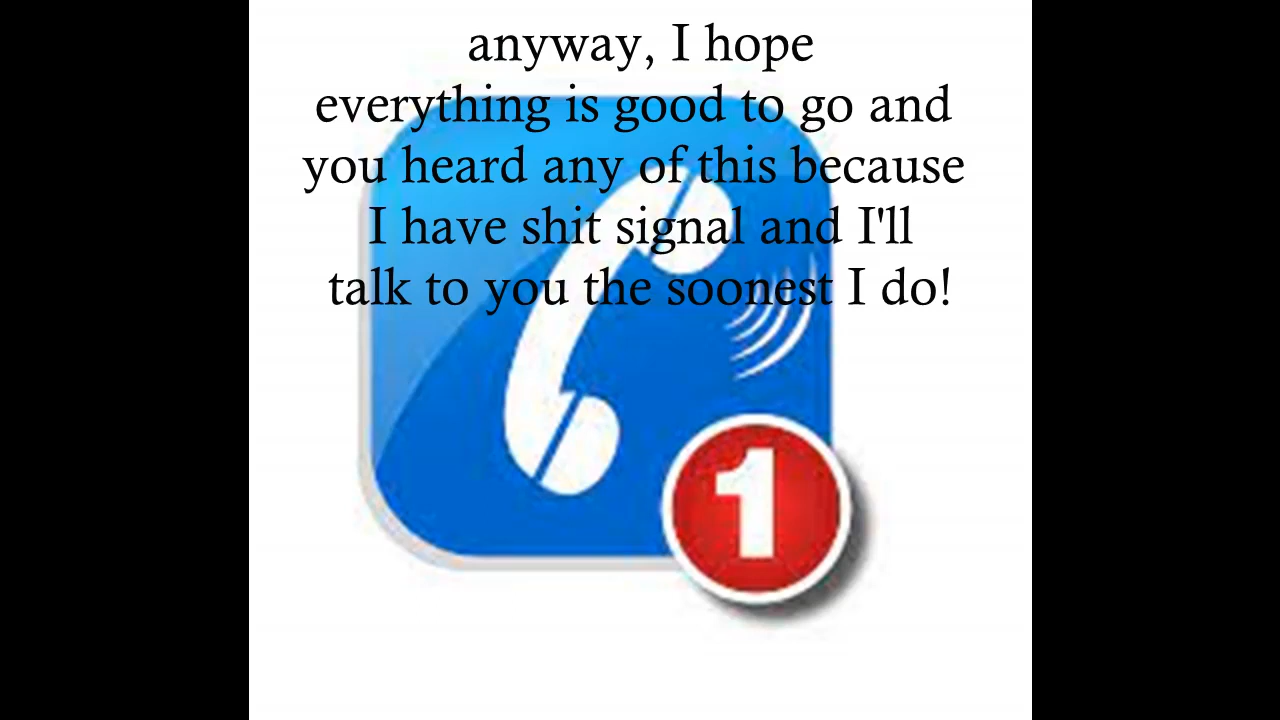 anyway, I hope
everything is good to go and
you heard any of this because
I have shit signal and I'll
talk to you the soonest I do!
1